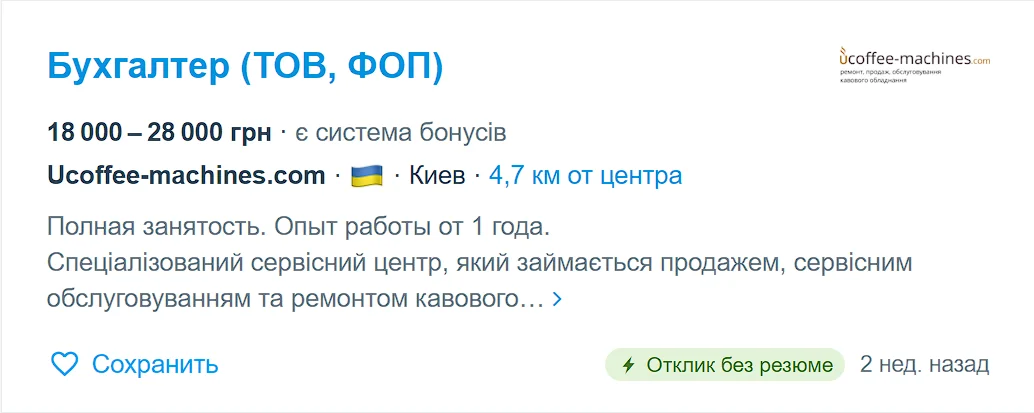 Бухгалтер (ТОВ, ФОП)
Ucoffee-machines.com
ремонт, продаж, обслуговування
кавового обладнання
18 000 – 28 000 грн · є система бонусів
Ucoffee-machines.com · 🇺🇦 · Киев · 4,7 км от центра
Полная занятость. Опыт работы от 1 года.
Спеціалізований сервісний центр, який займається продажем, сервісним
обслуговуванням та ремонтом кавового…
Сохранить
Отклик без резюме
2 нед. назад